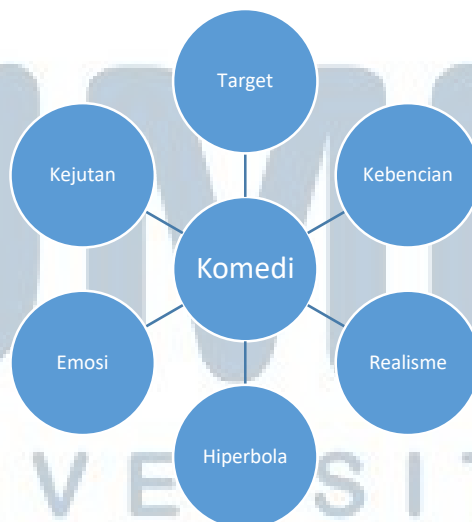 Target
Kejutan
Kebencian
Komedi
Emosi
Realisme
Hiperbola